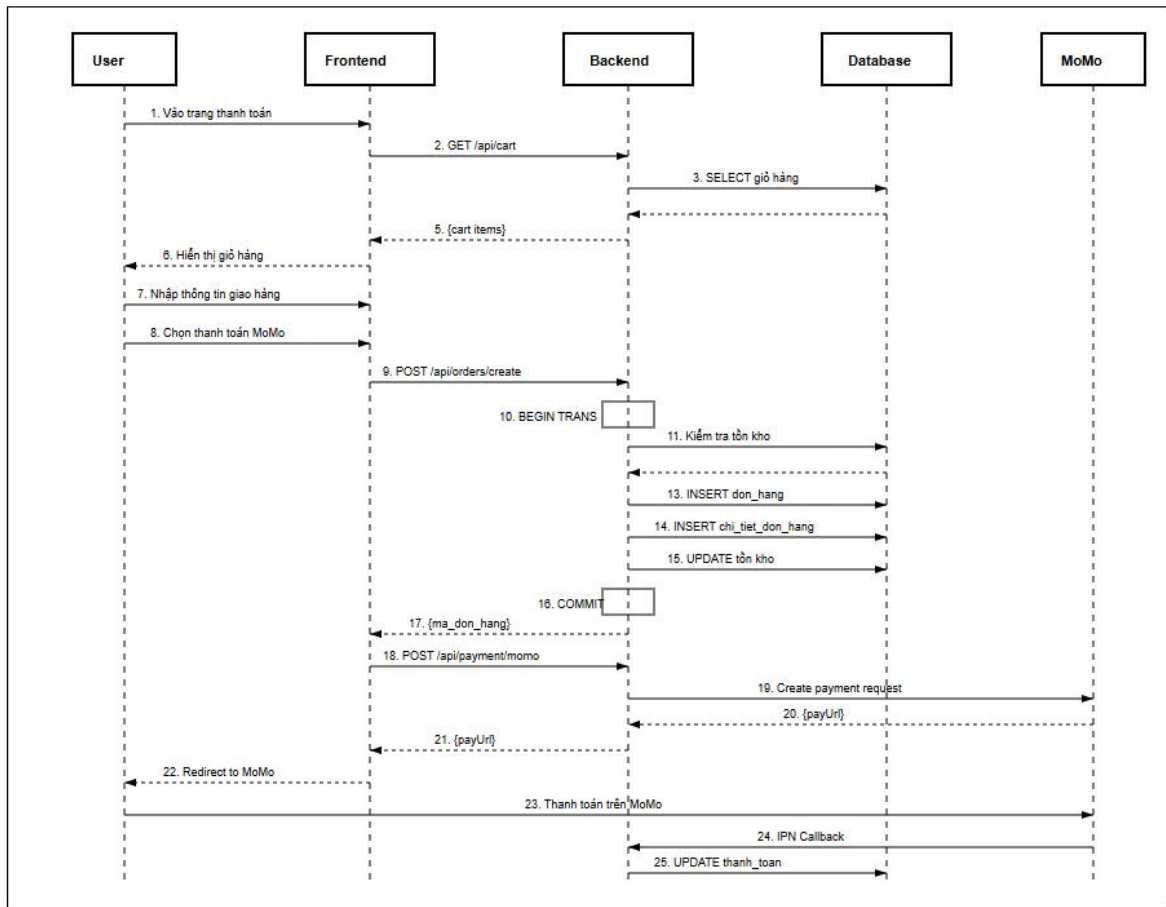 User
Frontend
Backend
Database
MoMo
1. Vào trang thanh toán
2. GET /api/cart
3. SELECT giỏ hàng
5. {cart items}
6. Hiển thị giỏ hàng
7. Nhập thông tin giao hàng
8. Chọn thanh toán MoMo
9. POST /api/orders/create
10. BEGIN TRANS
11. Kiểm tra tồn kho
13. INSERT don_hang
14. INSERT chi_tiet_don_hang
15. UPDATE tồn kho
16. COMMIT
17. {ma_don_hang}
18. POST /api/payment/momo
19. Create payment request
20. {payUrl}
21. {payUrl}
22. Redirect to MoMo
23. Thanh toán trên MoMo
24. IPN Callback
25. UPDATE thanh_toan